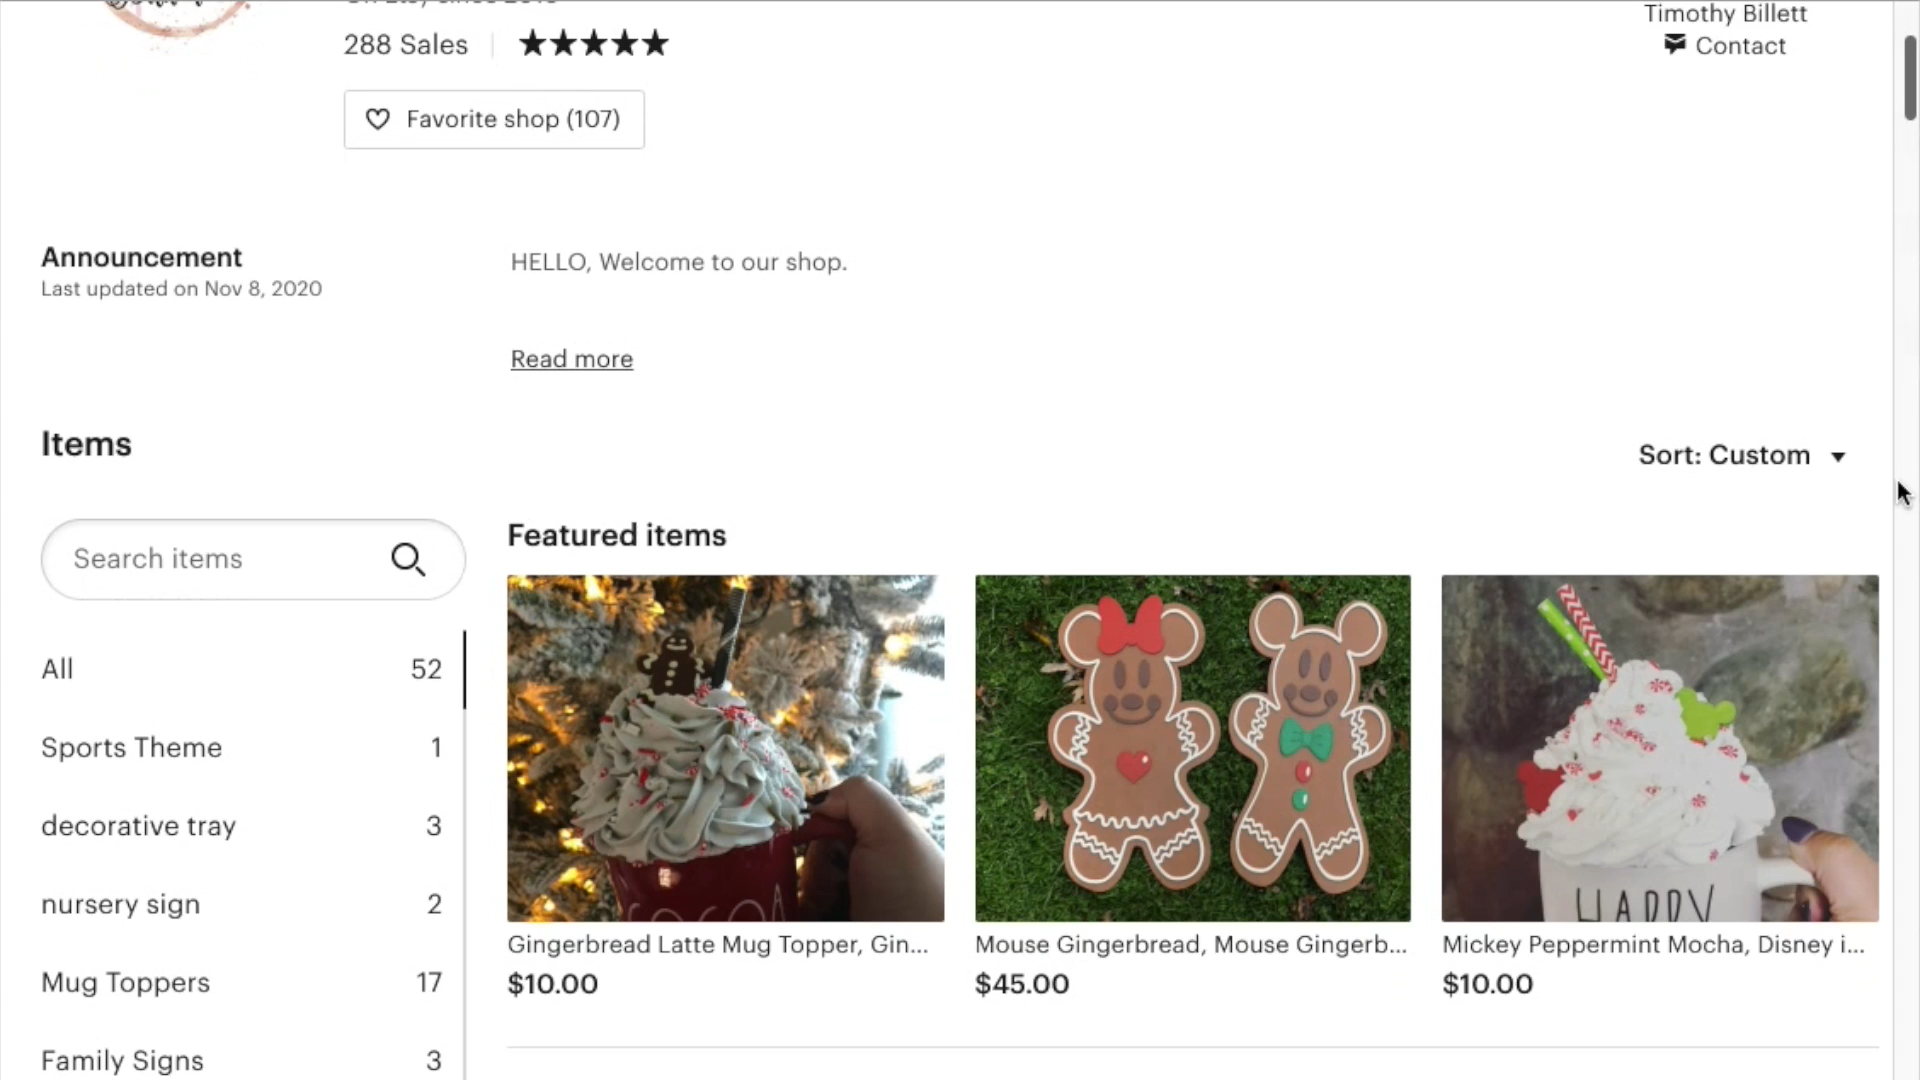 288 Sales
Favorite shop (107)
Timothy Billett
Contact
Announcement
Last updated on Nov 8, 2020
HELLO, Welcome to our shop.
Read more
Items
Sort: Custom
Search items
All 52
Sports Theme 1
decorative tray 3
nursery sign 2
Mug Toppers 17
Family Signs 3
Featured items
COCOA
HAPPY
Gingerbread Latte Mug Topper, Gin...
$10.00
Mouse Gingerbread, Mouse Gingerb...
$45.00
Mickey Peppermint Mocha, Disney i...
$10.00